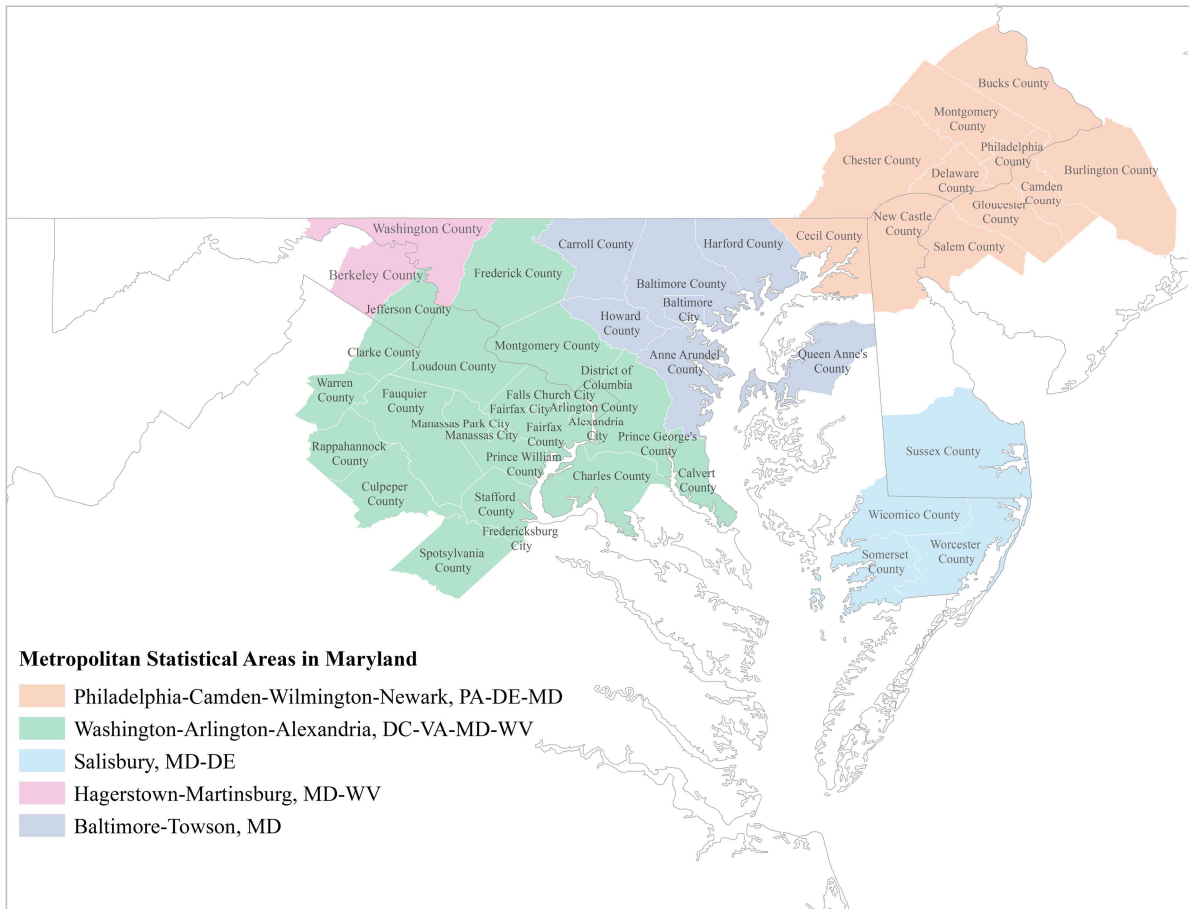 Bucks County
Montgomery
County
Philadelphia
County
Chester County
Delaware
County
Burlington County
Camden
County
Gloucester
County
New Castle
County
Salem County
Cecil County
Washington County
Berkeley County
Frederick County
Carroll County
Harford County
Baltimore County
Baltimore
City
Jefferson County
Howard
County
Montgomery County
Anne Arundel
County
Queen Anne's
County
Clarke County
Loudoun County
District of
Columbia
Warren
County
Fauquier
County
Falls Church City
Fairfax City
Arlington County
Alexandria
City
Manassas Park City
Manassas City
Fairfax
County
Prince George's
County
Rappahannock
County
Prince William
County
Charles County
Calvert
County
Culpeper
County
Stafford
County
Fredericksburg
City
Spotsylvania
County
Sussex County
Wicomico County
Somerset
County
Worcester
County
Metropolitan Statistical Areas in Maryland
Philadelphia-Camden-Wilmington-Newark, PA-DE-MD
Washington-Arlington-Alexandria, DC-VA-MD-WV
Salisbury, MD-DE
Hagerstown-Martinsburg, MD-WV
Baltimore-Towson, MD